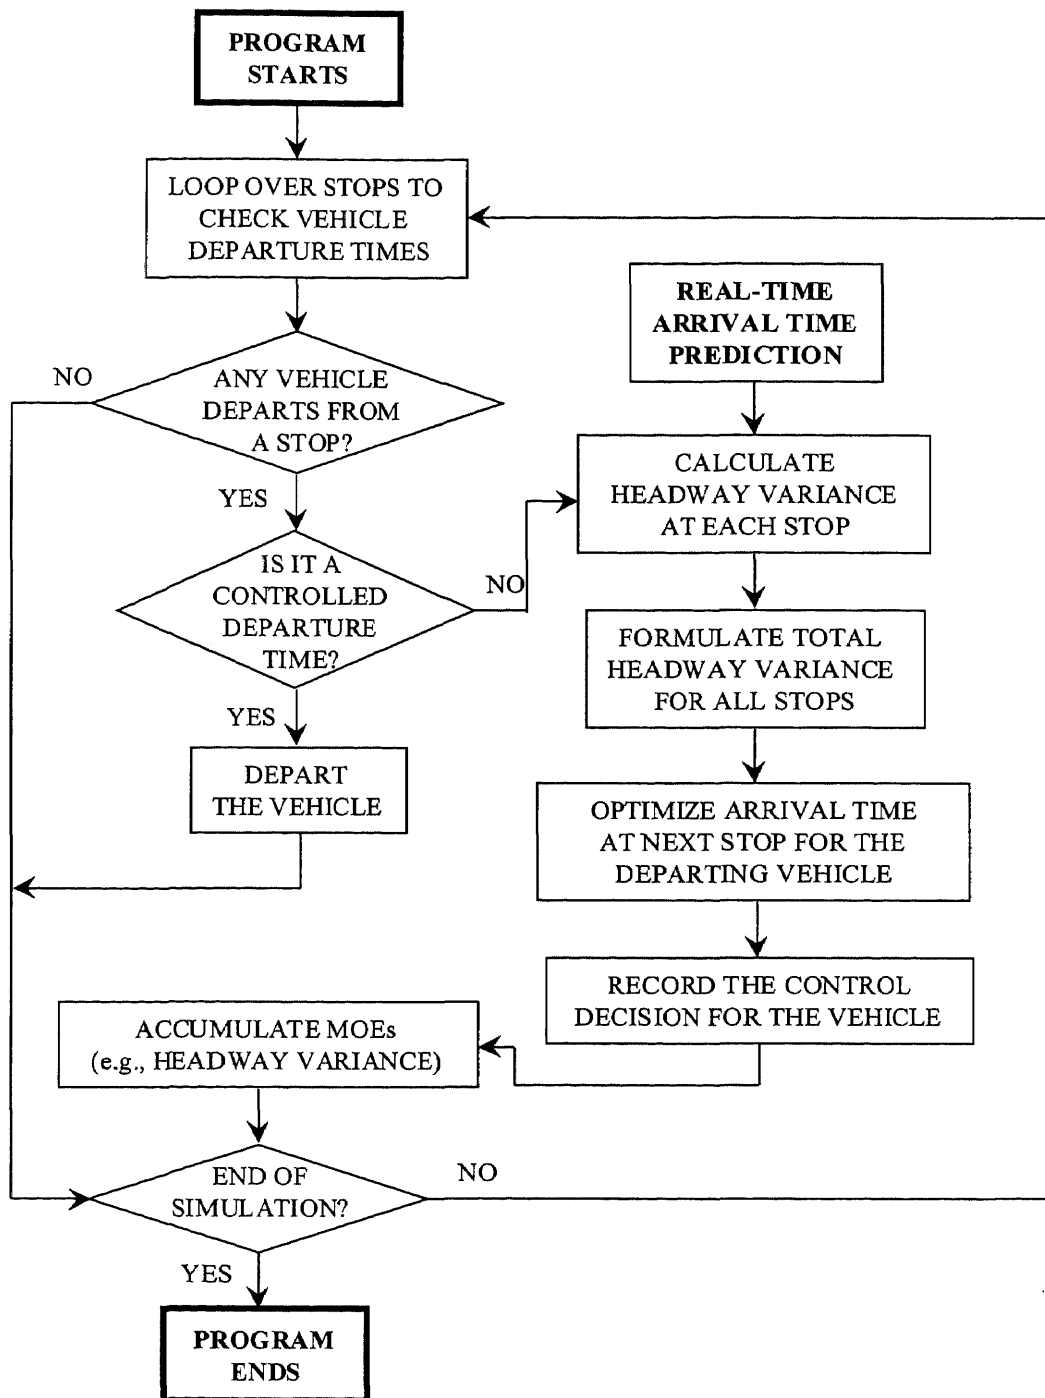 PROGRAM
STARTS
LOOP OVER STOPS TO
CHECK VEHICLE
DEPARTURE TIMES
REAL-TIME
ARRIVAL TIME
PREDICTION
NO
ANY VEHICLE
DEPARTS FROM
A STOP?
YES
CALCULATE
HEADWAY VARIANCE
AT EACH STOP
IS IT A
CONTROLLED
DEPARTURE
TIME?
NO
FORMULATE TOTAL
HEADWAY VARIANCE
FOR ALL STOPS
YES
DEPART
THE VEHICLE
OPTIMIZE ARRIVAL TIME
AT NEXT STOP FOR THE
DEPARTING VEHICLE
RECORD THE CONTROL
DECISION FOR THE VEHICLE
ACCUMULATE MOEs
(e.g., HEADWAY VARIANCE)
END OF
SIMULATION?
NO
YES
PROGRAM
ENDS